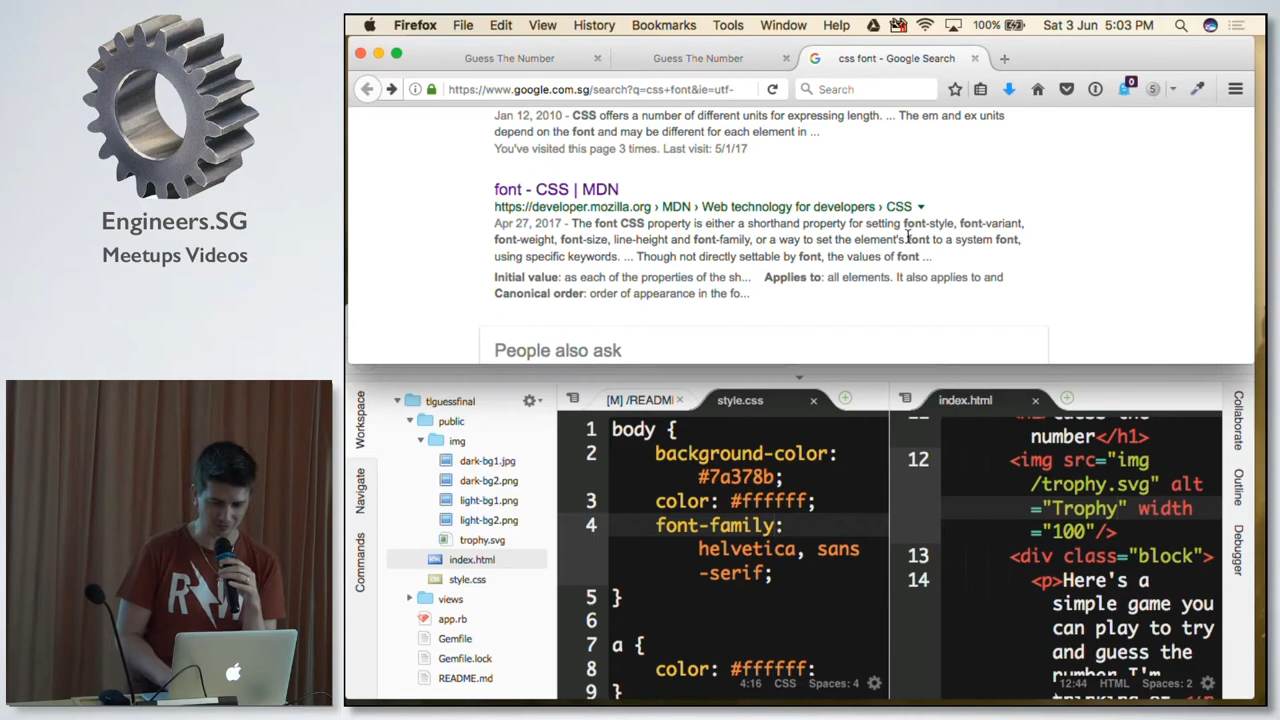 Engineers.SG
Meetups Videos
Firefox File Edit View History Bookmarks Tools Window Help 100% Sat 3 Jun 5:03 PM
Guess The Number
Guess The Number
css font - Google Search
https://www.google.com.sg/search?q=css+font&ie=utf-
Search
0
S
Jan 12, 2010 - CSS offers a number of different units for expressing length. ... The em and ex units
depend on the font and may be different for each element in ...
You've visited this page 3 times. Last visit: 5/1/17
font - CSS | MDN
https://developer.mozilla.org › MDN › Web technology for developers › CSS
Apr 27, 2017 - The font CSS property is either a shorthand property for setting font-style, font-variant,
font-weight, font-size, line-height and font-family, or a way to set the element's font to a system font,
using specific keywords. ... Though not directly settable by font, the values of font ...
Initial value: as each of the properties of the sh... Applies to: all elements. It also applies to and
Canonical order: order of appearance in the fo...
People also ask
Workspace
Navigate
Commands
tlguessfinal
public
img
dark-bg1.jpg
dark-bg2.png
light-bg1.png
light-bg2.png
trophy.svg
index.html
style.css
views
app.rb
Gemfile
Gemfile.lock
README.md
[M] /READM
style.css
1 body {
2 background-color:
#7a378b;
3 color: #ffffff;
4 font-family:
helvetica, sans
-serif;
5 }
6
7 a {
8 color: #ffffff;
9 }
4:16 CSS Spaces: 4
index.html
number</h1>
12 <img src="img
/trophy.svg" alt
="Trophy" width
="100"/>
13 <div class="block">
14 <p>Here's a
simple game you
can play to try
and guess the
number I'm
12:44 HTML Spaces: 2
Collaborate
Outline
Debugger